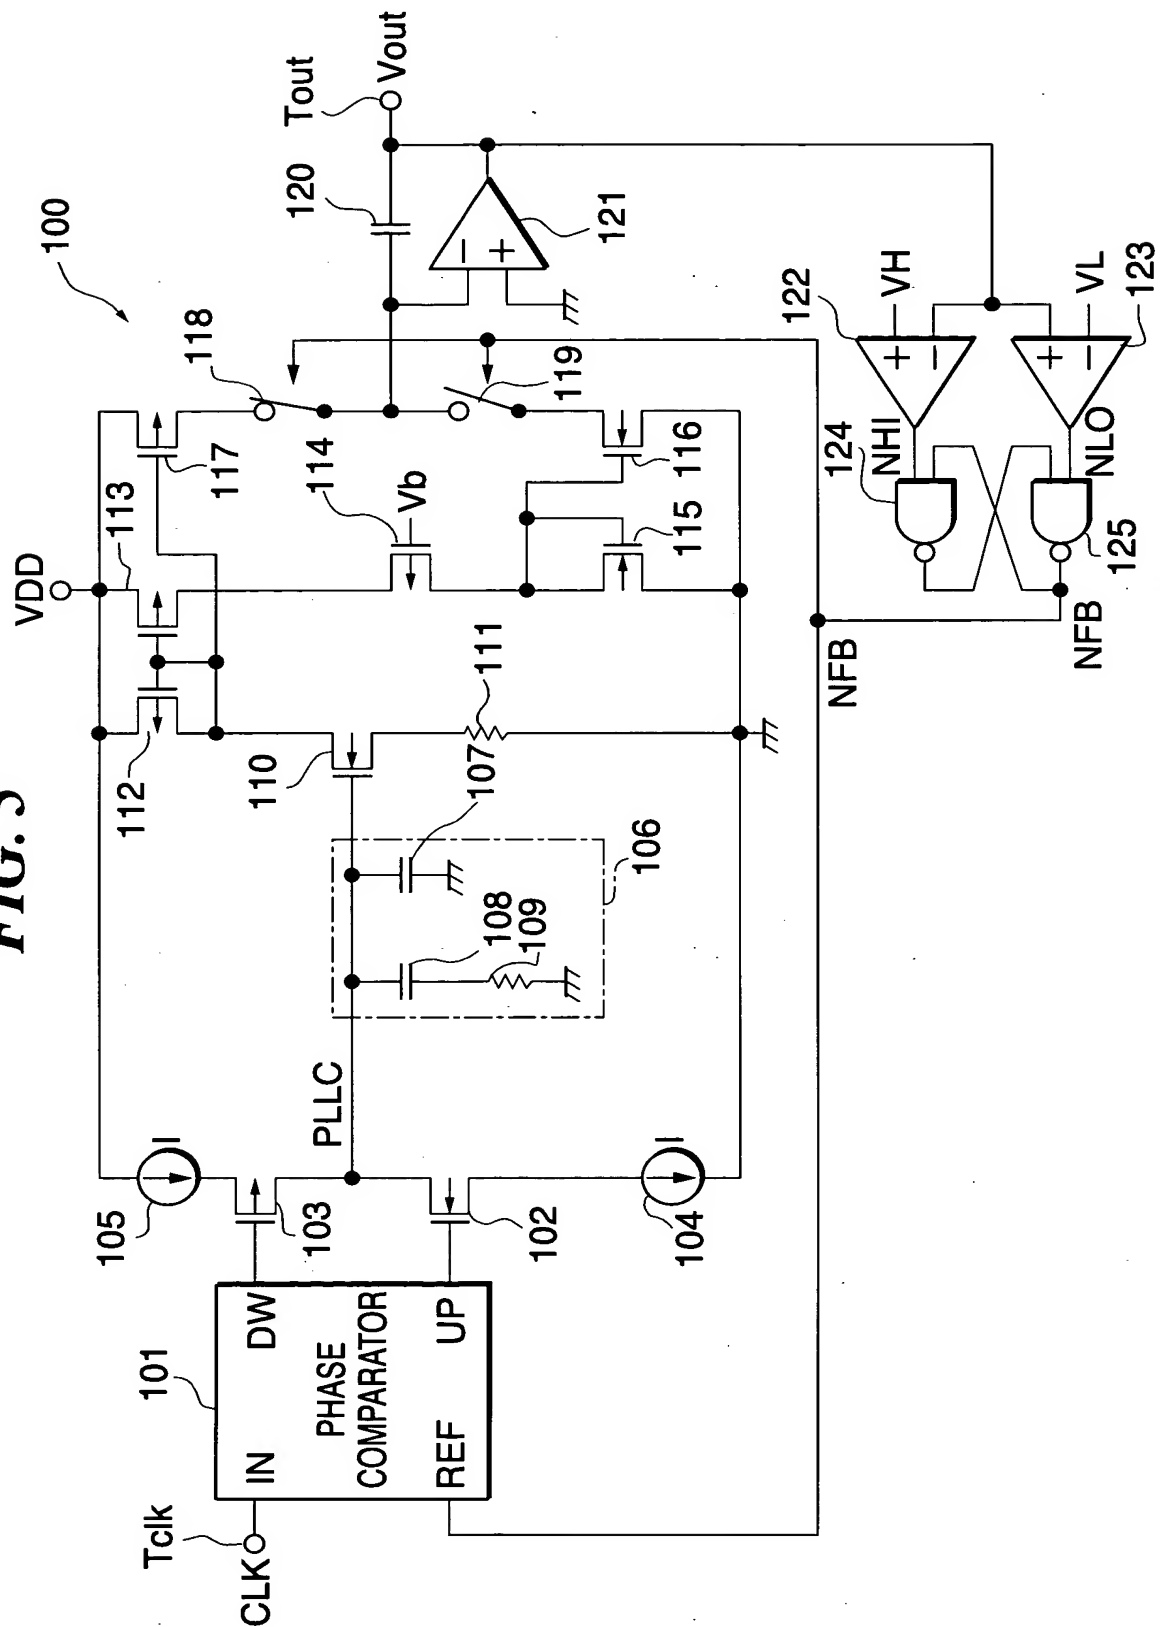 FIG. 5
100
VDD
Tout
Vout
113
117
118
120
112
114
Vb
119
121
110
111
107
115
116
106
108
109
PLLC
105
I
103
102
104
I
101
IN
DW
PHASE
COMPARATOR
REF
UP
Tclk
CLK
122
VH
+
−
−
+
124
NHI
+
−
VL
123
NLO
125
NFB
NFB